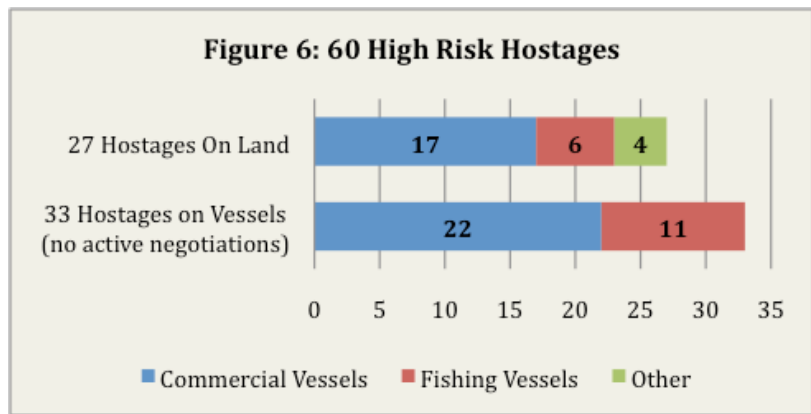 Figure 6: 60 High Risk Hostages
27 Hostages On Land
17 6 4
33 Hostages on Vessels
(no active negotiations)
22 11
0 5 10 15 20 25 30 35
Commercial Vessels Fishing Vessels Other